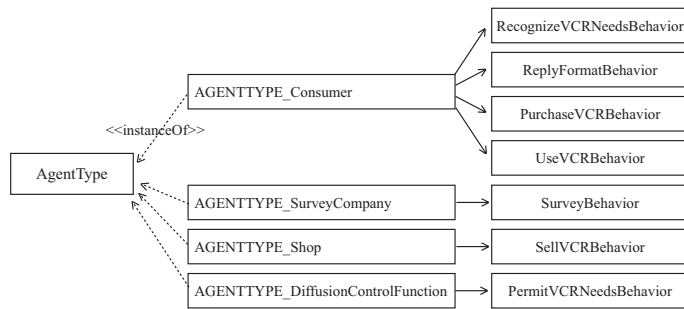 RecognizeVCRNeedsBehavior
ReplyFormatBehavior
AGENTTYPE_Consumer
PurchaseVCRBehavior
<<instanceOf>>
UseVCRBehavior
AgentType
AGENTTYPE_SurveyCompany
SurveyBehavior
AGENTTYPE_Shop
SellVCRBehavior
AGENTTYPE_DiffusionControlFunction
PermitVCRNeedsBehavior